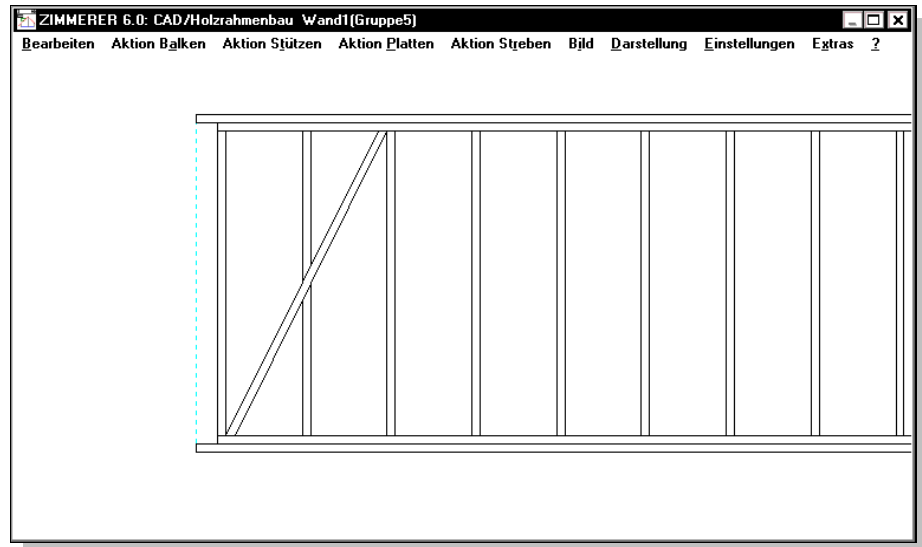 ZIMMERER 6.0: CAD/Holzrahmenbau Wand1(Gruppe5)
Bearbeiten Aktion Balken Aktion Stützen Aktion Platten Aktion Streben Bild Darstellung Einstellungen Extras ?